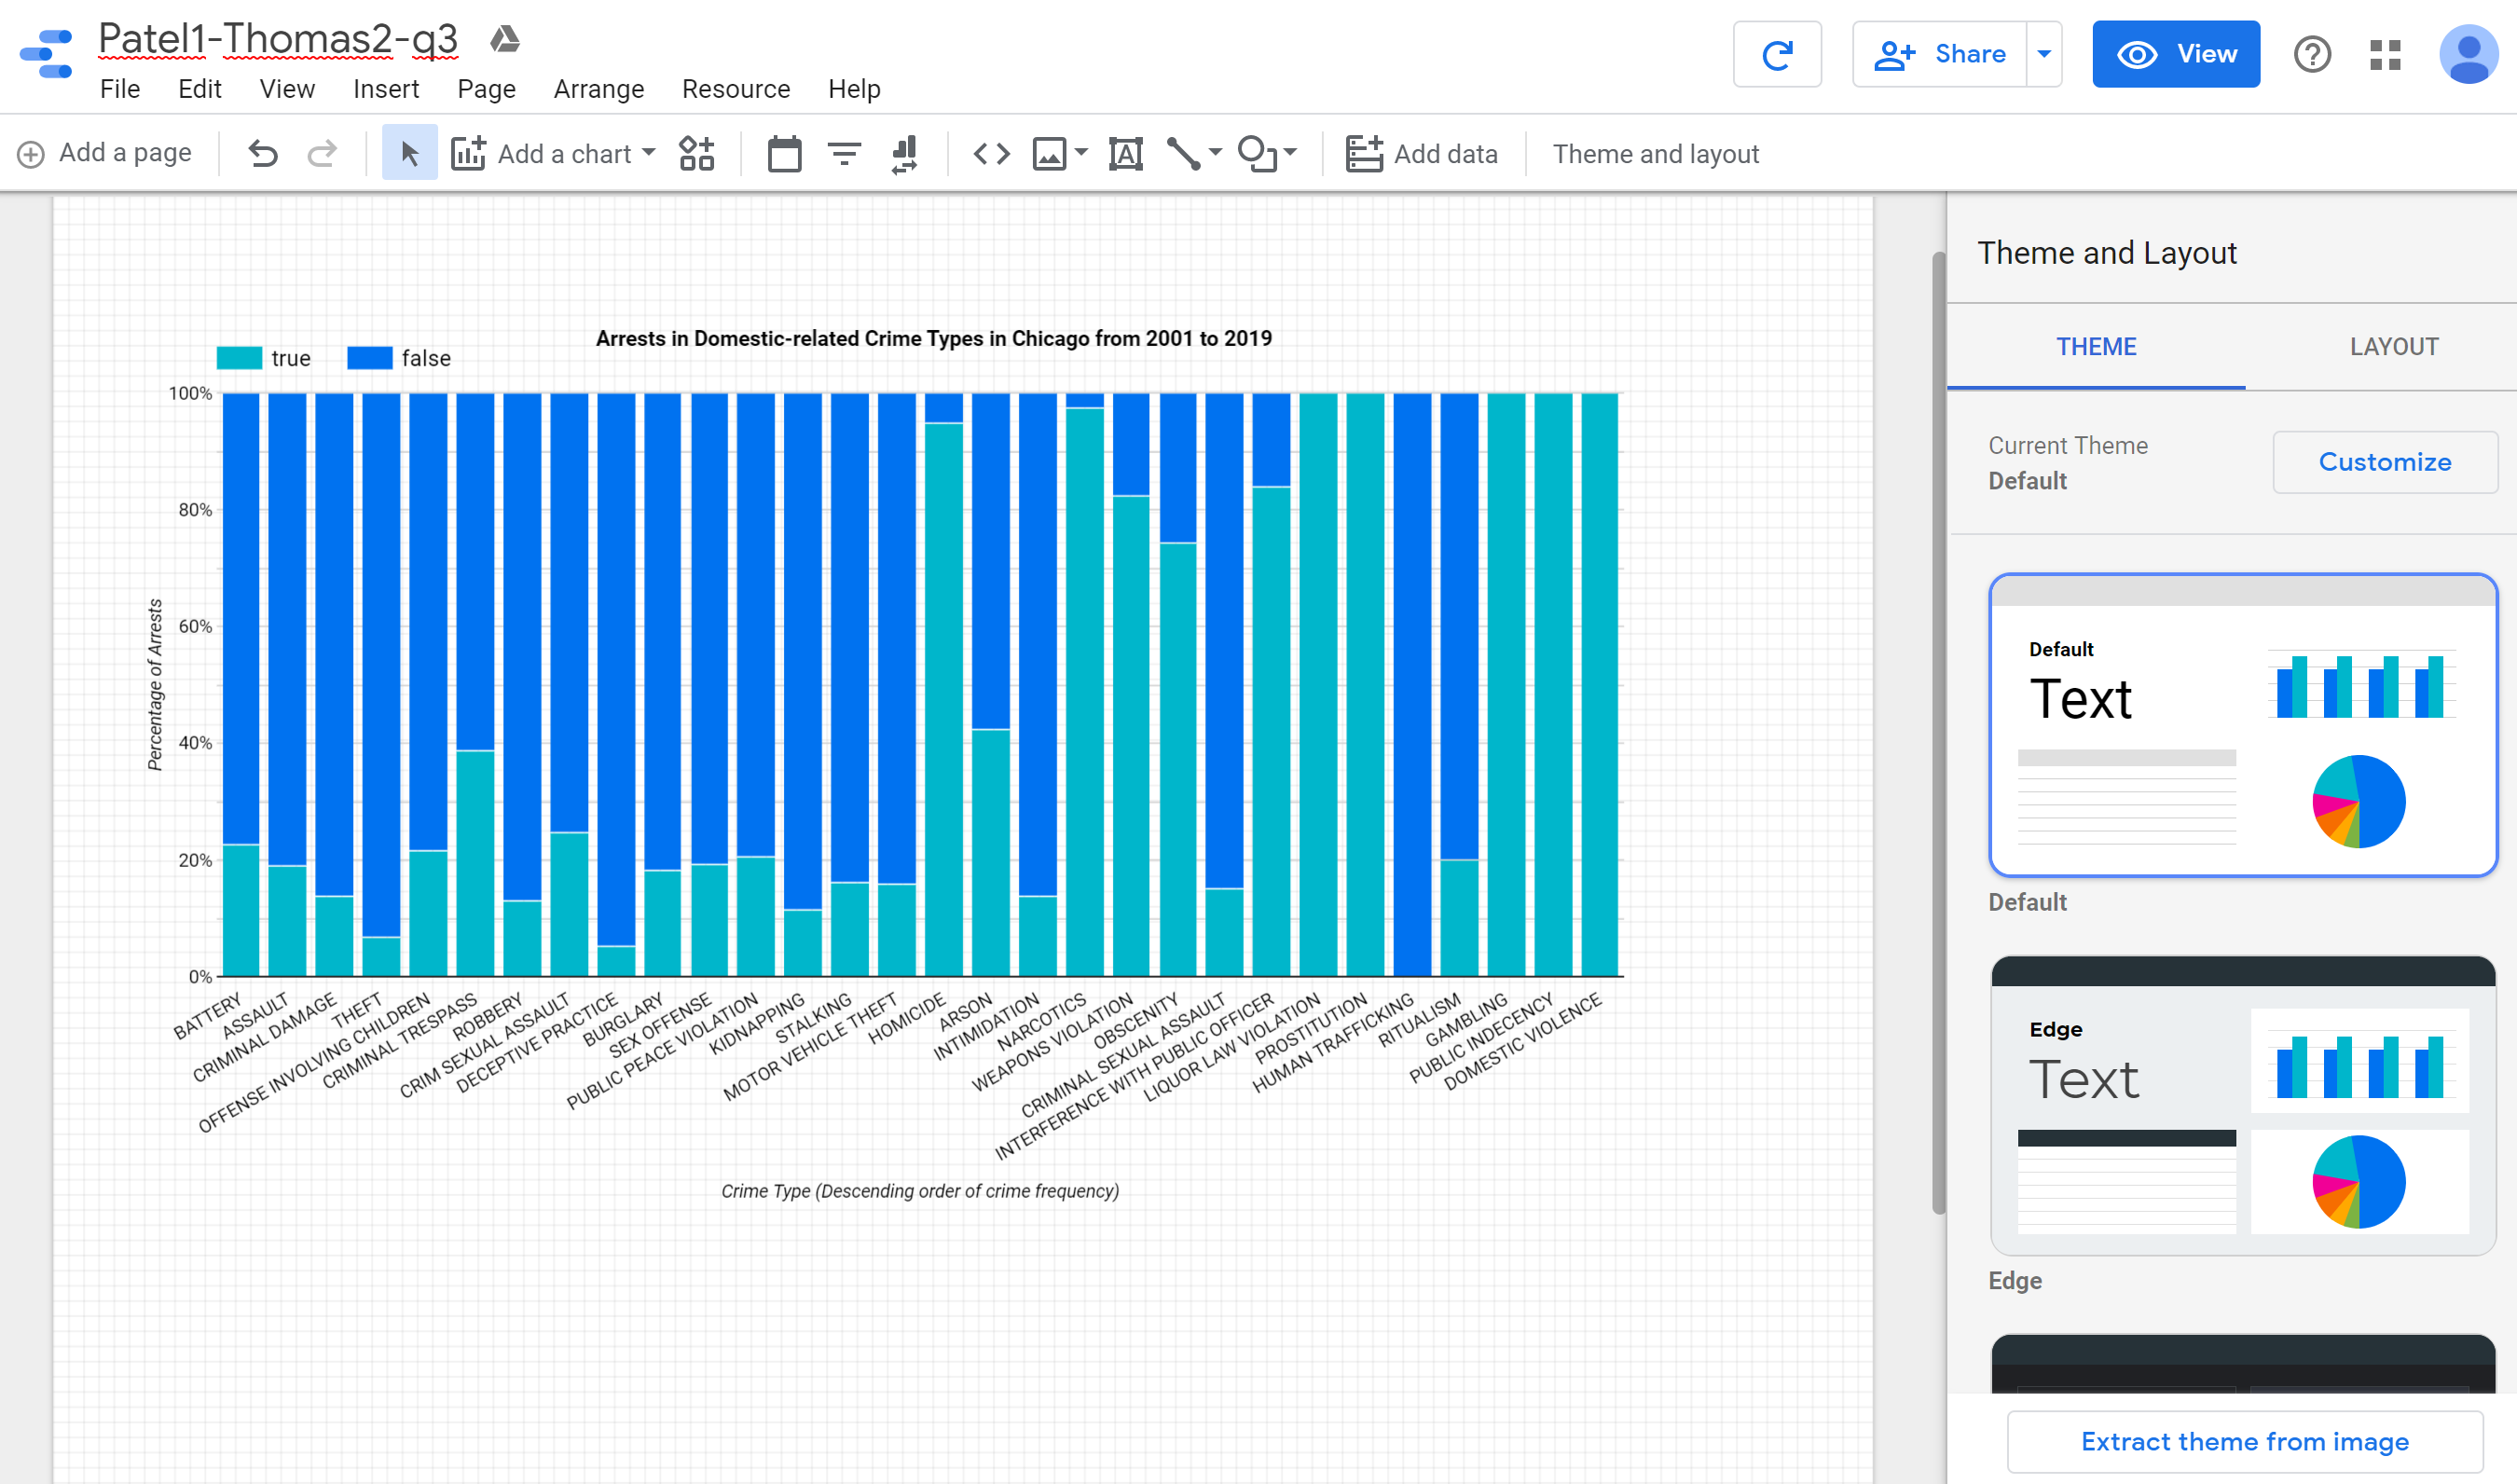 Patel1-Thomas2-q3
File Edit View Insert Page Arrange Resource Help
Share
View
Add a page
Add a chart
Add data
Theme and layout
Arrests in Domestic-related Crime Types in Chicago from 2001 to 2019
true false
100%
80%
60%
40%
20%
0%
Percentage of Arrests
BATTERY
ASSAULT
CRIMINAL DAMAGE
THEFT
OFFENSE INVOLVING CHILDREN
CRIMINAL TRESPASS
ROBBERY
CRIM SEXUAL ASSAULT
DECEPTIVE PRACTICE
BURGLARY
SEX OFFENSE
PUBLIC PEACE VIOLATION
KIDNAPPING
STALKING
MOTOR VEHICLE THEFT
HOMICIDE
ARSON
INTIMIDATION
NARCOTICS
WEAPONS VIOLATION
OBSCENITY
CRIMINAL SEXUAL ASSAULT
INTERFERENCE WITH PUBLIC OFFICER
LIQUOR LAW VIOLATION
PROSTITUTION
HUMAN TRAFFICKING
RITUALISM
GAMBLING
PUBLIC INDECENCY
DOMESTIC VIOLENCE
Crime Type (Descending order of crime frequency)
Theme and Layout
THEME LAYOUT
Current Theme
Default
Customize
Default
Text
Default
Edge
Text
Edge
Extract theme from image